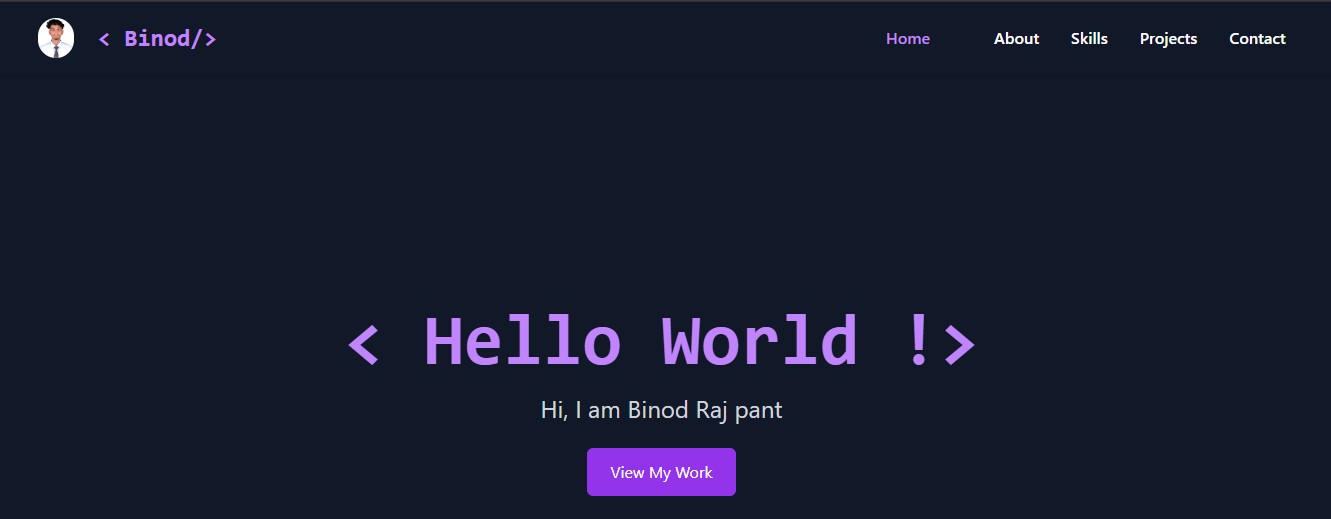 < Binod/>
Home About Skills Projects Contact
< Hello World !>
Hi, I am Binod Raj pant
View My Work